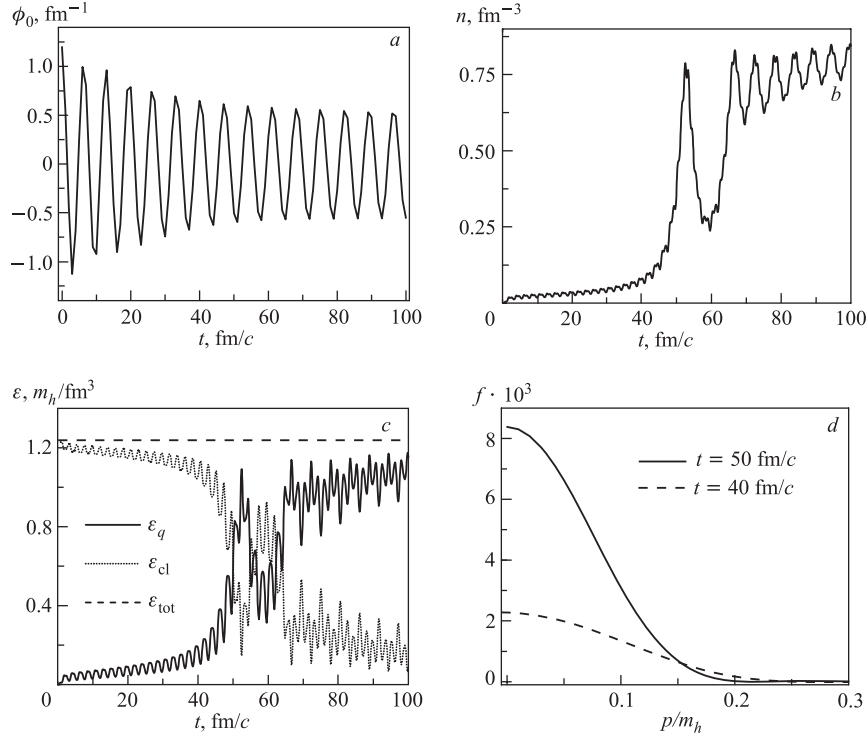 ϕ₀, fm⁻¹
a
1.0
0.5
0
−0.5
−1.0
0 20 40 60 80 100
t, fm/c
n, fm⁻³
b
0.75
0.50
0.25
0 20 40 60 80 100
t, fm/c
ε, mₕ/fm³
c
1.2
0.8
0.4
ε_q
ε_cl
ε_tot
0 20 40 60 80 100
t, fm/c
f · 10³
d
8
6
4
2
0
t = 50 fm/c
t = 40 fm/c
0.1 0.2 0.3
p/mₕ